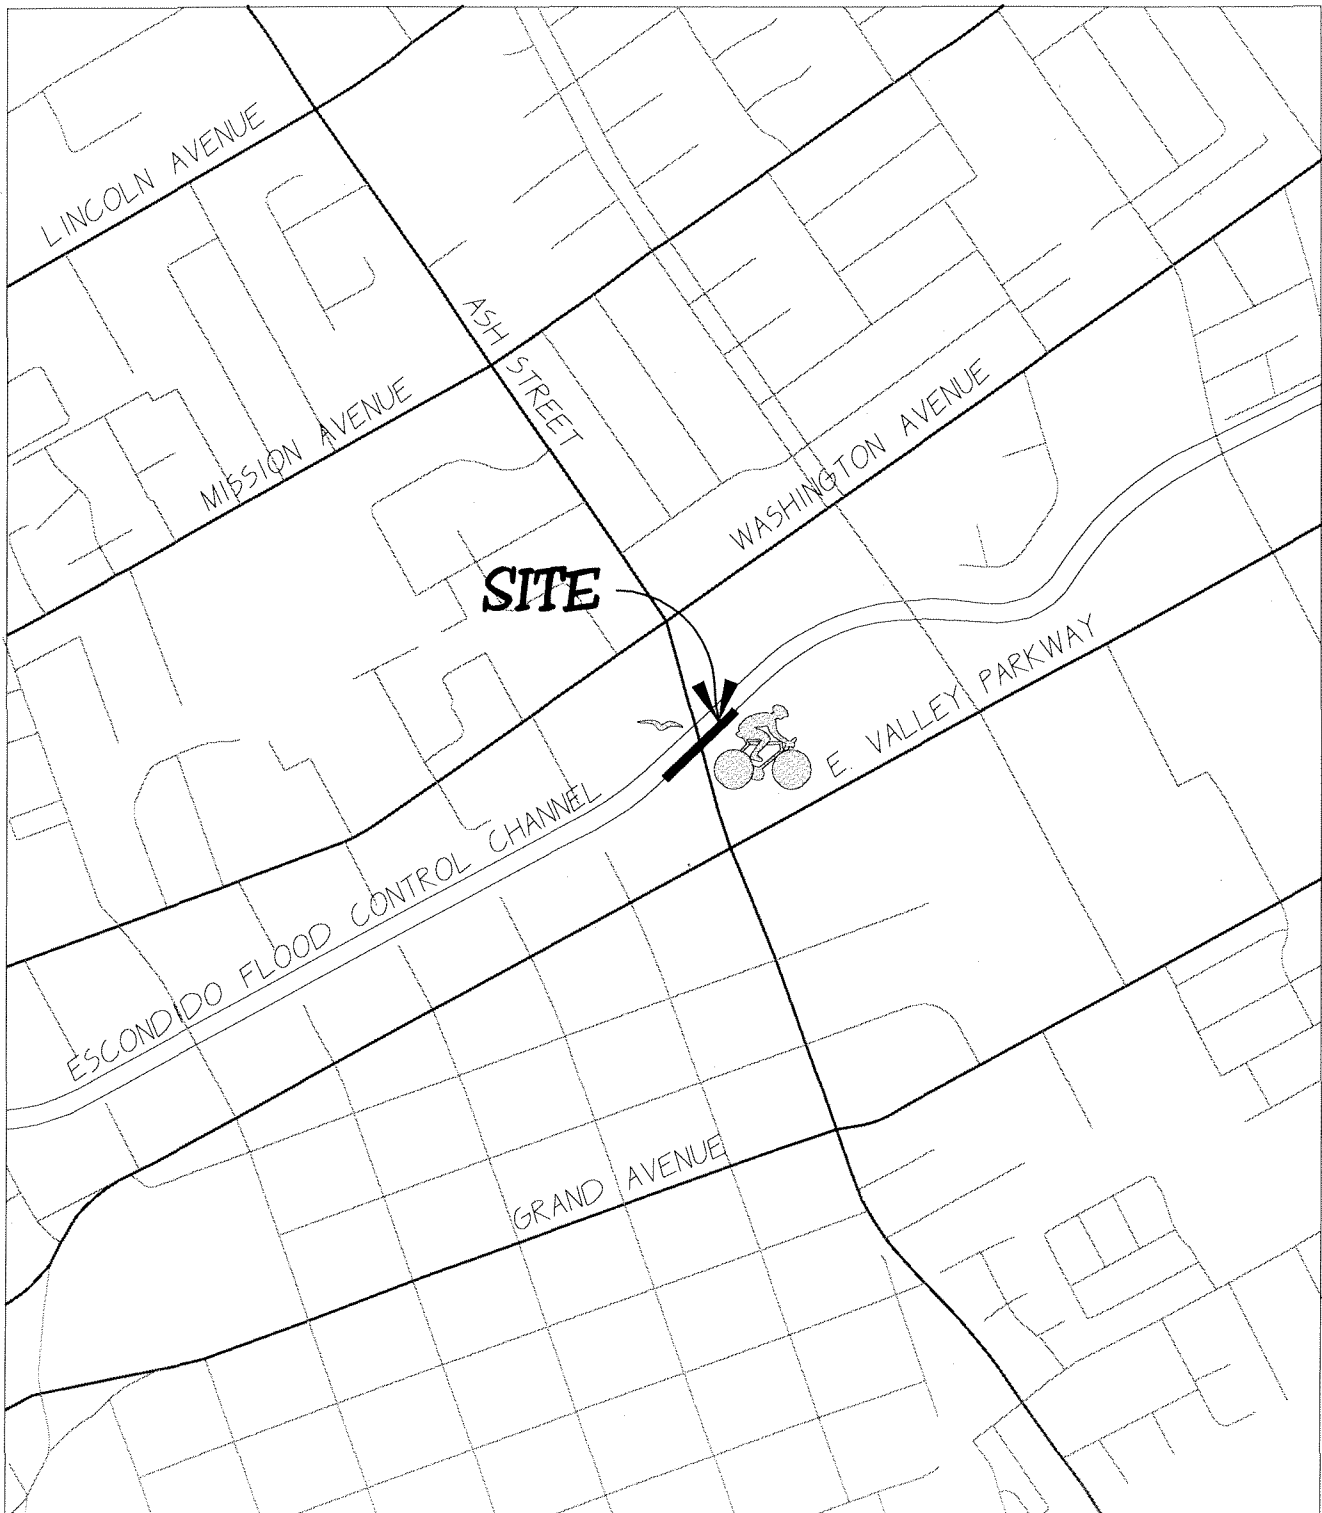 LINCOLN AVENUE
ASH STREET
MISSION AVENUE
WASHINGTON AVENUE
SITE
E. VALLEY PARKWAY
ESCONDIDO FLOOD CONTROL CHANNEL
GRAND AVENUE